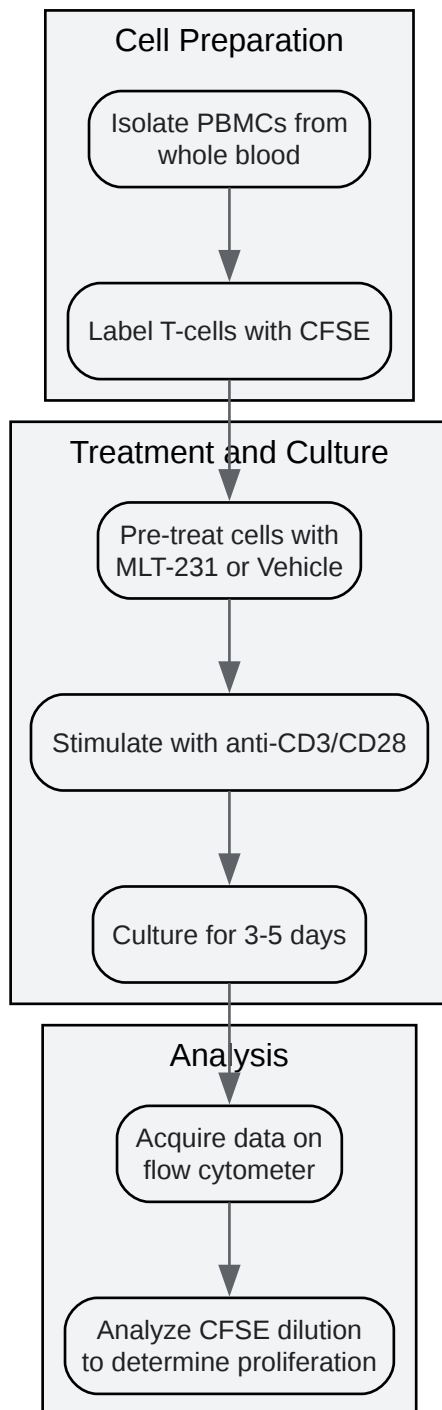 Cell Preparation
Isolate PBMCs from
whole blood
Label T-cells with CFSE
Treatment and Culture
Pre-treat cells with
MLT-231 or Vehicle
Stimulate with anti-CD3/CD28
Culture for 3-5 days
Analysis
Acquire data on
flow cytometer
Analyze CFSE dilution
to determine proliferation